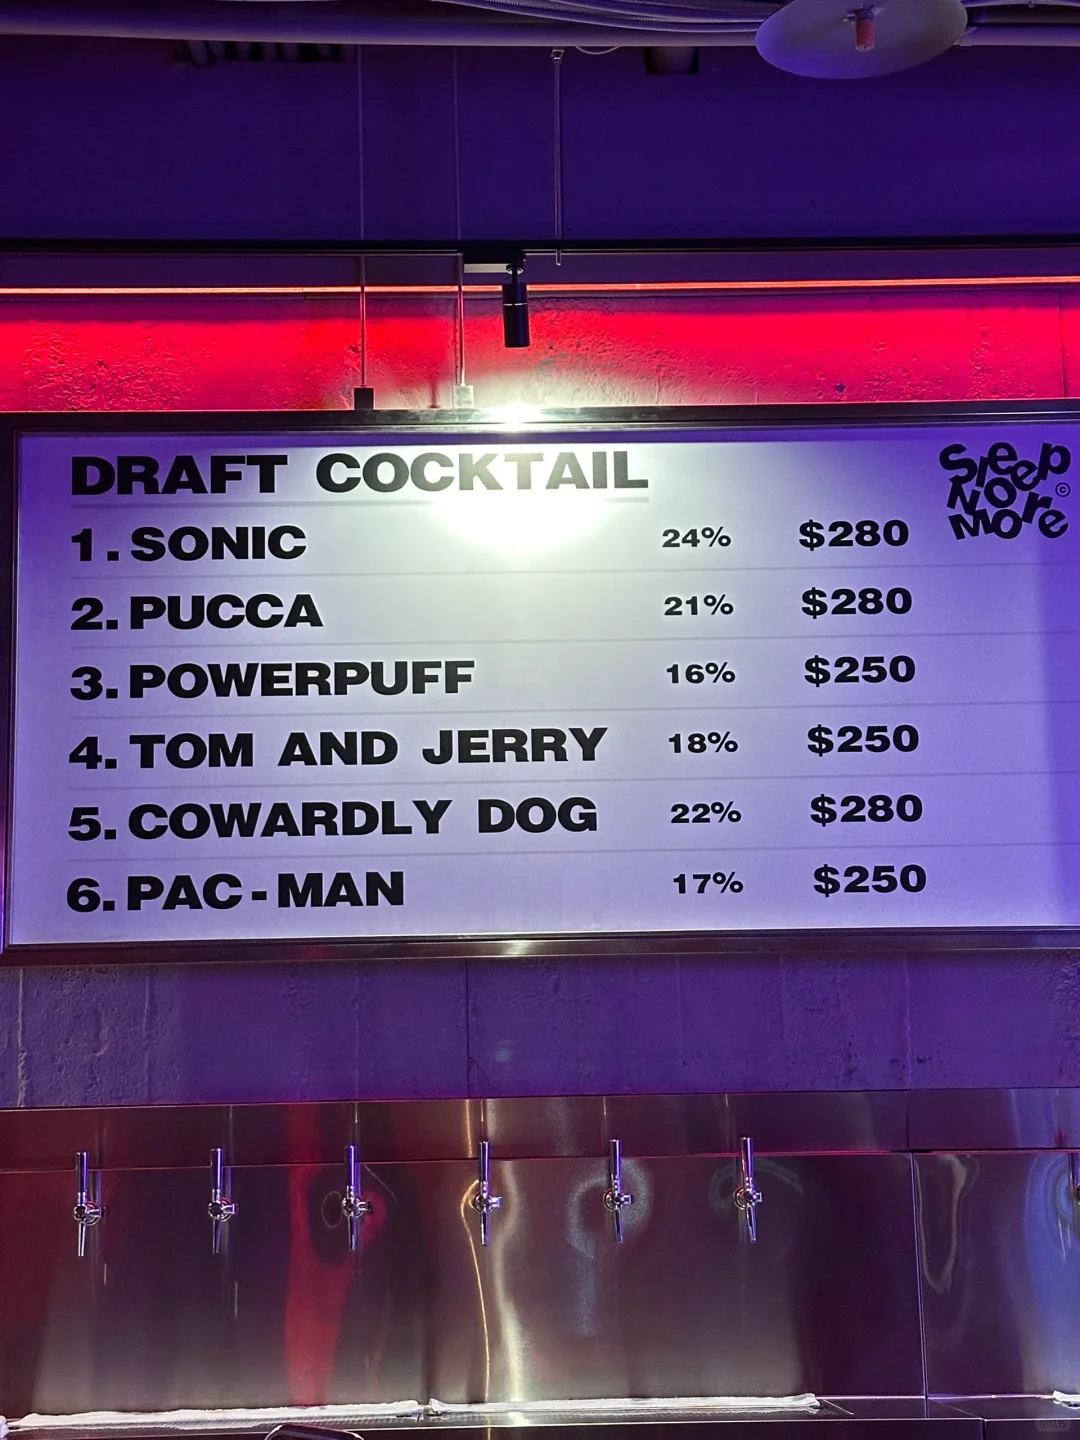 DRAFT COCKTAIL
1. SONIC 24% $280
2. PUCCA 21% $280
3. POWERPUFF 16% $250
4. TOM AND JERRY 18% $250
5. COWARDLY DOG 22% $280
6. PAC-MAN 17% $250
Sleep
No
More
©